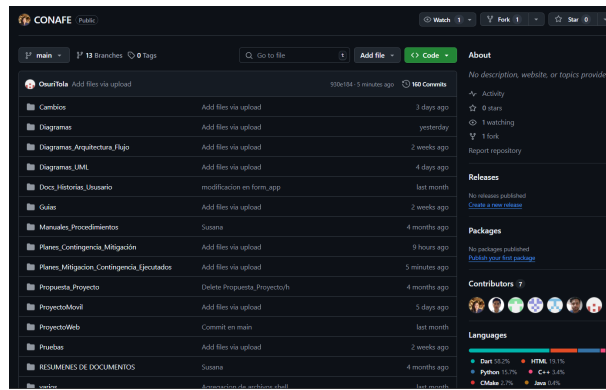 CONAFE Public
Watch 1 Fork 1 Star 0
main 13 Branches 0 Tags Go to file t Add file Code
OsuriTola Add files via upload 930e184 · 5 minutes ago 160 Commits
Cambios Add files via upload 3 days ago
Diagramas Add files via upload yesterday
Diagramas_Arquitectura_Flujo Add files via upload 2 weeks ago
Diagramas_UML Add files via upload 4 days ago
Docs_Historias_Ususario modificacion en form_app last month
Guias Add files via upload 2 weeks ago
Manuales_Procedimientos Susana 4 months ago
Planes_Contingencia_Mitigación Add files via upload 9 hours ago
Planes_Mitigacion_Contingencia_Ejecutados Add files via upload 5 minutes ago
Propuesta_Proyecto Delete Propuesta_Proyecto/h 4 months ago
ProyectoMovil Add files via upload 5 days ago
ProyectoWeb Commit en main last month
Pruebas Add files via upload 2 weeks ago
RESUMENES DE DOCUMENTOS Susana 4 months ago
varios Agregacion de archivos shell last month
About
No description, website, or topics provide
Activity
0 stars
1 watching
1 fork
Report repository
Releases
No releases published
Create a new release
Packages
No packages published
Publish your first package
Contributors 7
Languages
Dart 58.2% HTML 19.1%
Python 15.7% C++ 3.4%
CMake 2.7% Java 0.4%